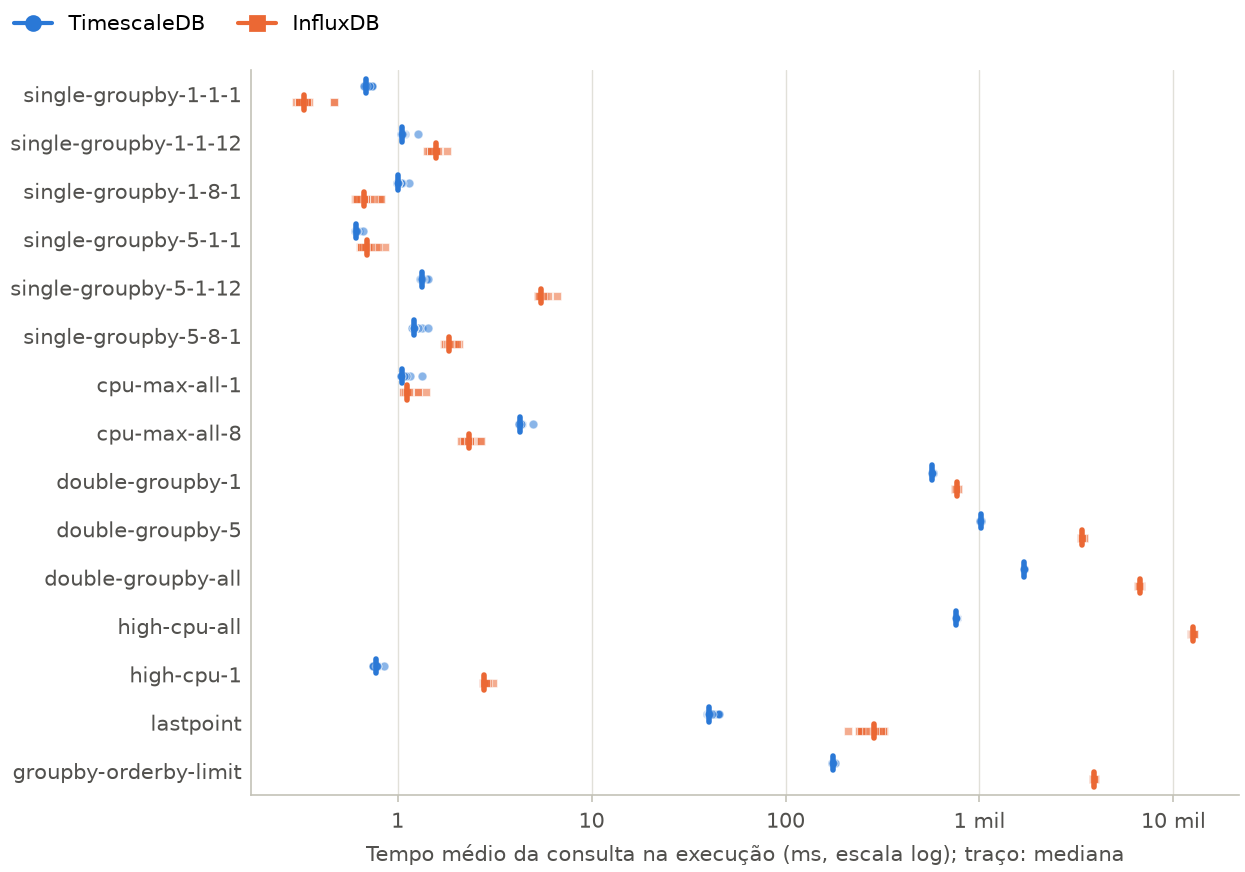 TimescaleDB InfluxDB
single-groupby-1-1-1
single-groupby-1-1-12
single-groupby-1-8-1
single-groupby-5-1-1
single-groupby-5-1-12
single-groupby-5-8-1
cpu-max-all-1
cpu-max-all-8
double-groupby-1
double-groupby-5
double-groupby-all
high-cpu-all
high-cpu-1
lastpoint
groupby-orderby-limit
1 10 100 1 mil 10 mil
Tempo médio da consulta na execução (ms, escala log); traço: mediana